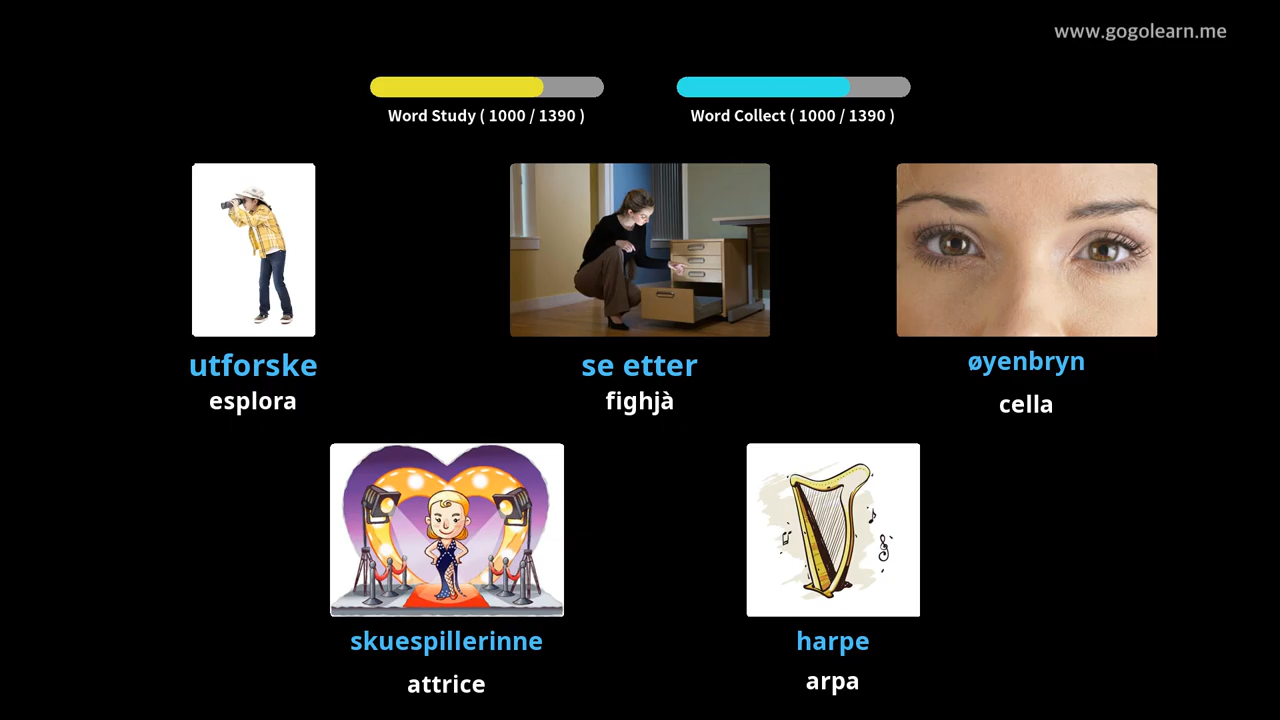 www.gogolearn.me
Word Study ( 1000 / 1390 )
Word Collect ( 1000 / 1390 )
utforske
esplora
se etter
fighjà
øyenbryn
cella
skuespillerinne
attrice
harpe
arpa